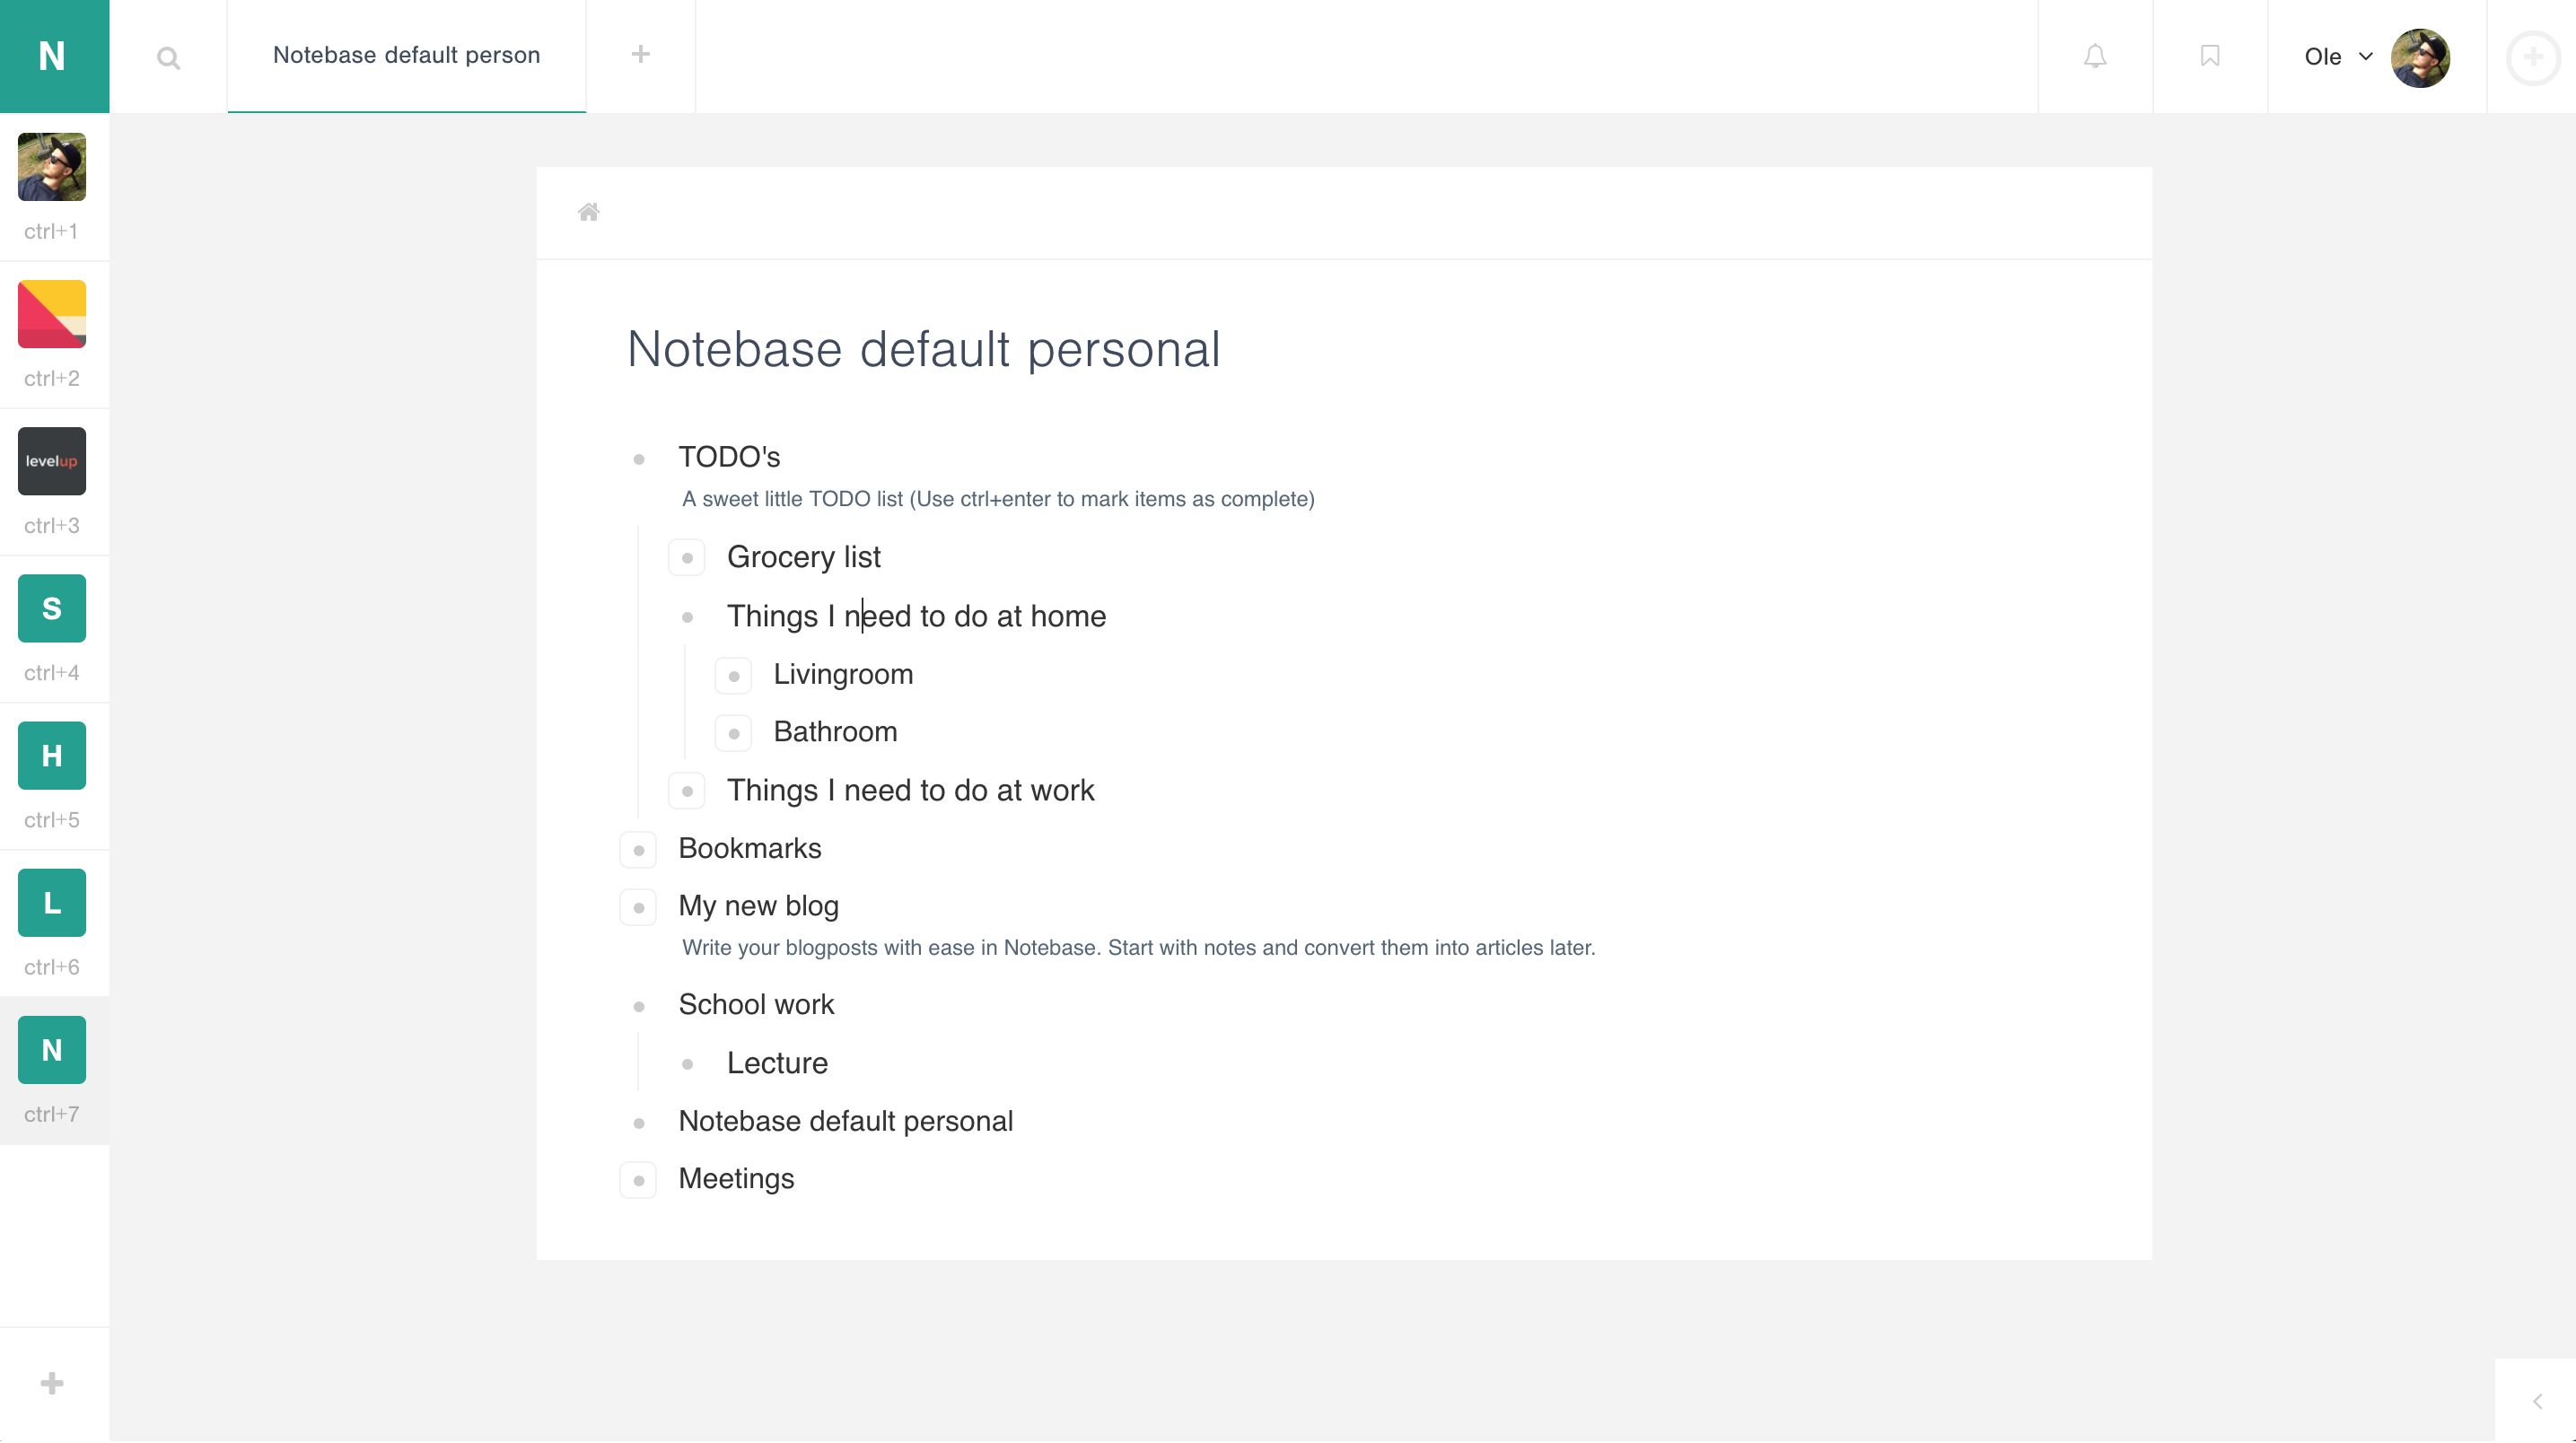 N
Notebase default person
Ole
ctrl+1
ctrl+2
levelup
ctrl+3
S
ctrl+4
H
ctrl+5
L
ctrl+6
N
ctrl+7
Notebase default personal
TODO's
A sweet little TODO list (Use ctrl+enter to mark items as complete)
Grocery list
Things I need to do at home
Livingroom
Bathroom
Things I need to do at work
Bookmarks
My new blog
Write your blogposts with ease in Notebase. Start with notes and convert them into articles later.
School work
Lecture
Notebase default personal
Meetings